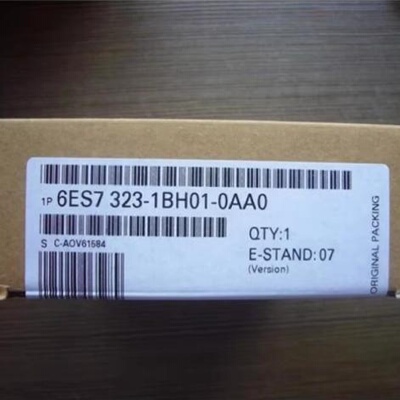 1P 6ES7 323-1BH01-0AA0
S C-AOV61584
QTY:1
E-STAND: 07
(Version)
ORIGINAL PACKING